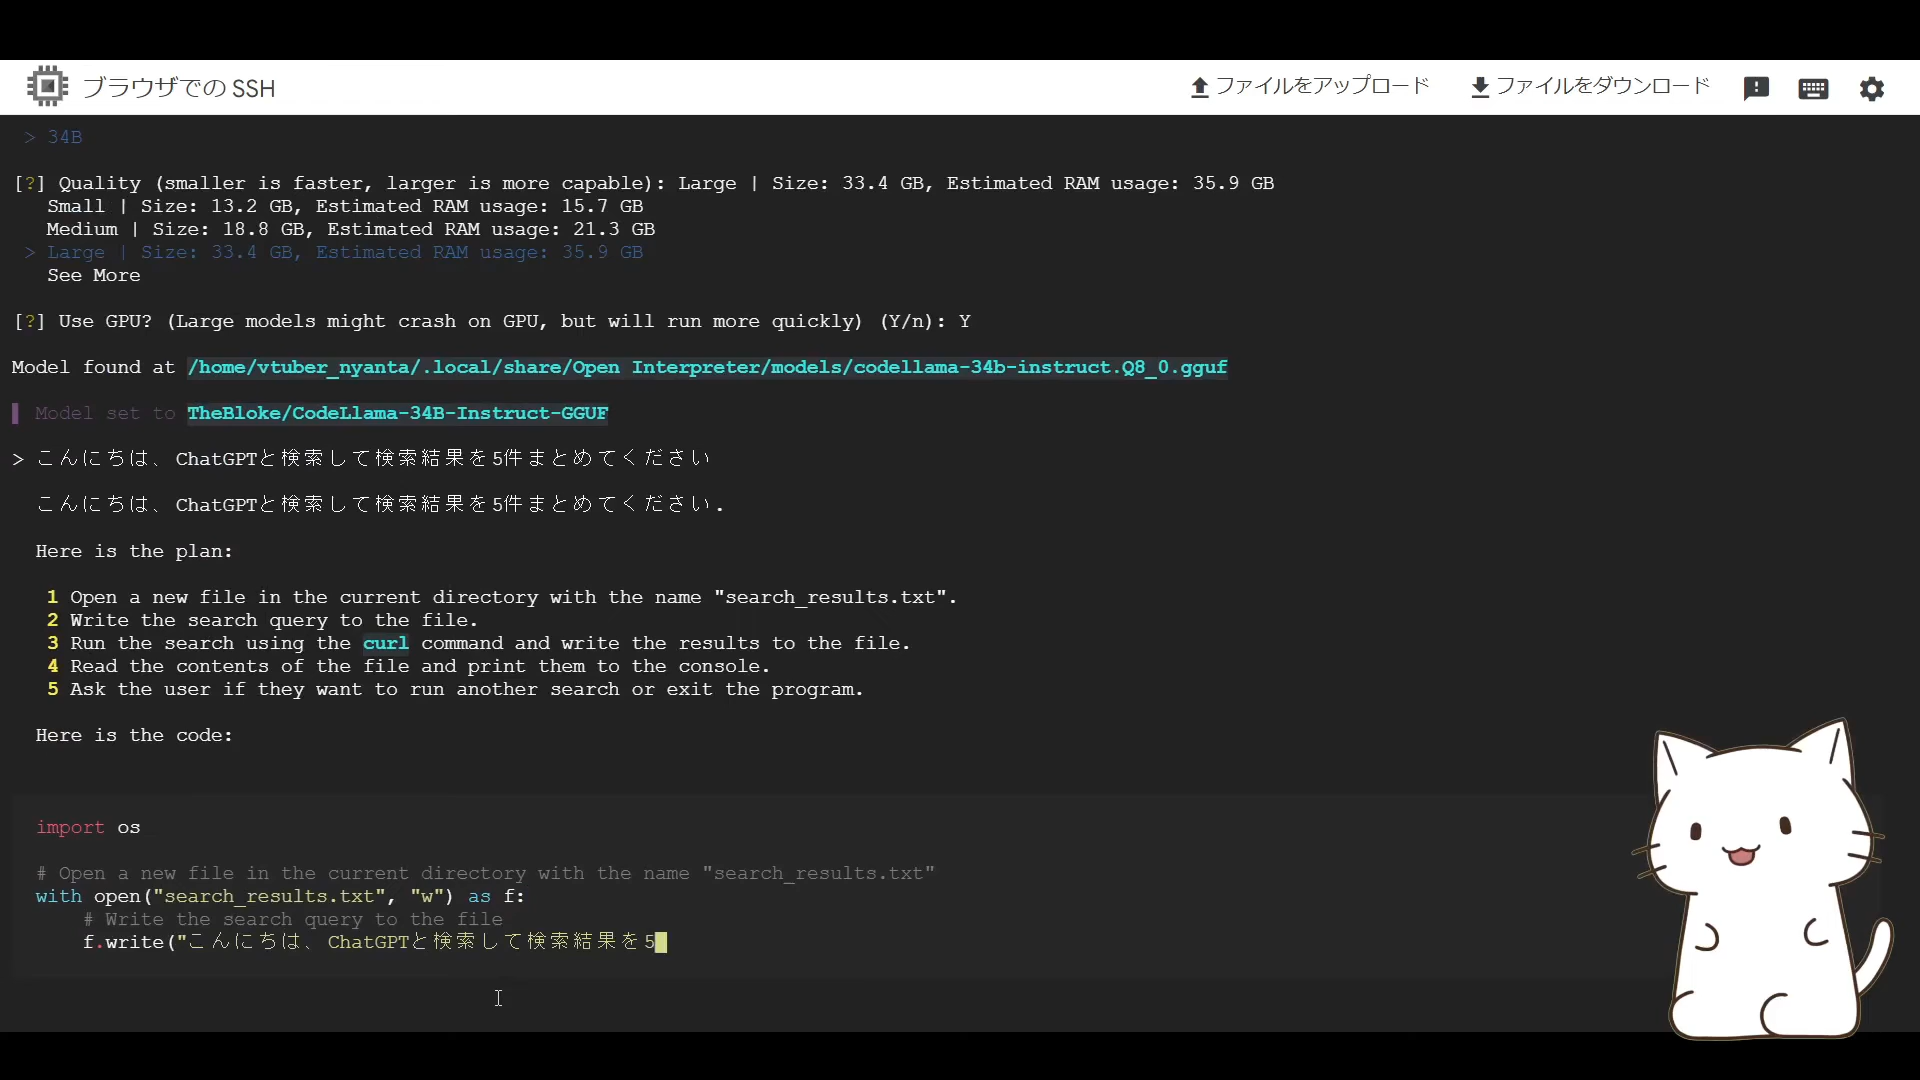 ブラウザでの SSH
ファイルをアップロード
ファイルをダウンロード
> 34B
[?] Quality (smaller is faster, larger is more capable): Large | Size: 33.4 GB, Estimated RAM usage: 35.9 GB
Small | Size: 13.2 GB, Estimated RAM usage: 15.7 GB
Medium | Size: 18.8 GB, Estimated RAM usage: 21.3 GB
> Large | Size: 33.4 GB, Estimated RAM usage: 35.9 GB
See More
[?] Use GPU? (Large models might crash on GPU, but will run more quickly) (Y/n): Y
Model found at /home/vtuber_nyanta/.local/share/Open Interpreter/models/codellama-34b-instruct.Q8_0.gguf
Model set to TheBloke/CodeLlama-34B-Instruct-GGUF
> こんにちは、ChatGPTと検索して検索結果を5件まとめてください
こんにちは、ChatGPTと検索して検索結果を5件まとめてください.
Here is the plan:
1 Open a new file in the current directory with the name "search_results.txt".
2 Write the search query to the file.
3 Run the search using the curl command and write the results to the file.
4 Read the contents of the file and print them to the console.
5 Ask the user if they want to run another search or exit the program.
Here is the code:
import os
# Open a new file in the current directory with the name "search_results.txt"
with open("search_results.txt", "w") as f:
# Write the search query to the file
f.write("こんにちは、ChatGPTと検索して検索結果を5